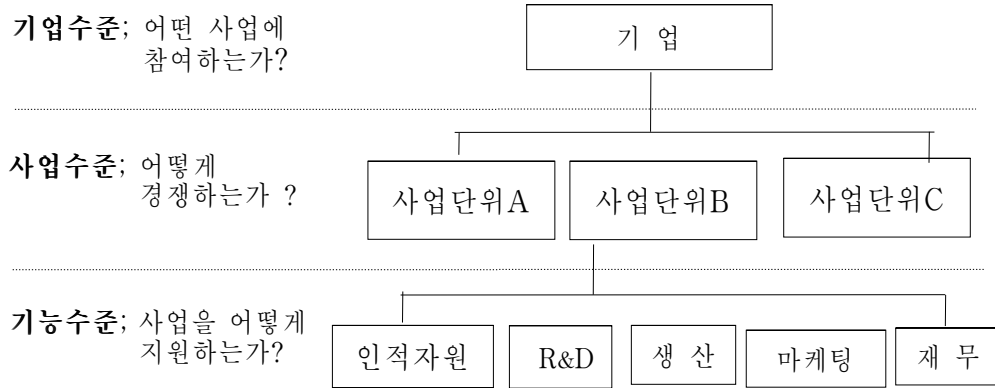 기업수준; 어떤 사업에
참여하는가?
기 업
사업수준; 어떻게
경쟁하는가 ?
사업단위A
사업단위B
사업단위C
기능수준; 사업을 어떻게
지원하는가?
인적자원
R&D
생 산
마케팅
재 무